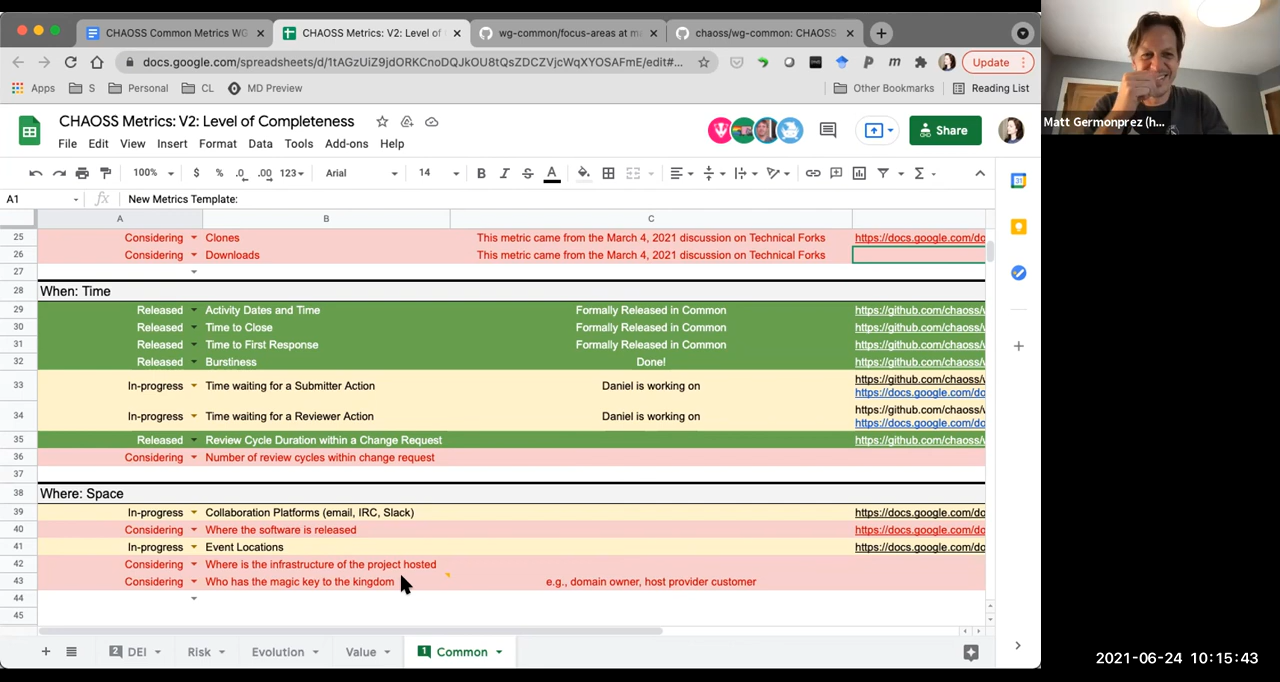 CHAOSS Common Metrics WG
CHAOSS Metrics: V2: Level of
wg-common/focus-areas at m
chaoss/wg-common: CHAOSS
docs.google.com/spreadsheets/d/1tAGzUiZ9jdORKCnoDQJkOU8tQsZDCZVjcWqXYOSAFmE/edit#...
Update
Apps S Personal CL MD Preview Other Bookmarks Reading List
CHAOSS Metrics: V2: Level of Completeness
File Edit View Insert Format Data Tools Add-ons Help
Share
100% $ % .0 .00 123 Arial 14 B I S A
A1 fx New Metrics Template:
A B C
25 Considering Clones This metric came from the March 4, 2021 discussion on Technical Forks https://docs.google.com/do
26 Considering Downloads This metric came from the March 4, 2021 discussion on Technical Forks
27
28 When: Time
29 Released Activity Dates and Time Formally Released in Common https://github.com/chaoss/v
30 Released Time to Close Formally Released in Common https://github.com/chaoss/v
31 Released Time to First Response Formally Released in Common https://github.com/chaoss/v
32 Released Burstiness Done! https://github.com/chaoss/v
33 In-progress Time waiting for a Submitter Action Daniel is working on https://github.com/chaoss/v
https://docs.google.com/do
34 In-progress Time waiting for a Reviewer Action Daniel is working on https://github.com/chaoss/v
https://docs.google.com/do
35 Released Review Cycle Duration within a Change Request https://github.com/chaoss/v
36 Considering Number of review cycles within change request
37
38 Where: Space
39 In-progress Collaboration Platforms (email, IRC, Slack) https://docs.google.com/do
40 Considering Where the software is released https://docs.google.com/do
41 In-progress Event Locations https://docs.google.com/do
42 Considering Where is the infrastructure of the project hosted
43 Considering Who has the magic key to the kingdom e.g., domain owner, host provider customer
44
45
2 DEI Risk Evolution Value 1 Common
Matt Germonprez (h...
2021-06-24 10:15:43